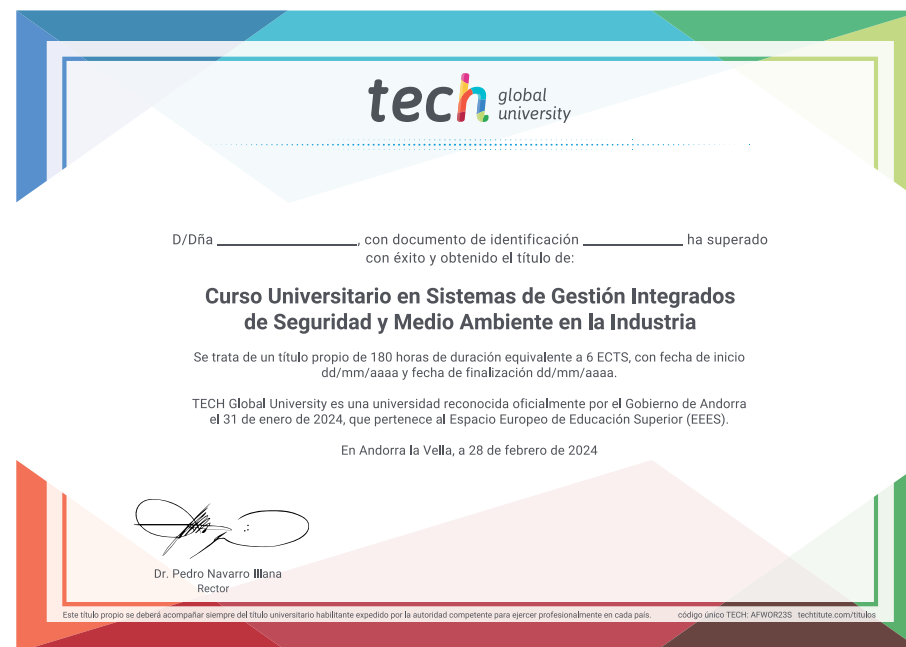 tech global university
D/Dña ____________________, con documento de identificación ______________ ha superado
con éxito y obtenido el título de:
Curso Universitario en Sistemas de Gestión Integrados
de Seguridad y Medio Ambiente en la Industria
Se trata de un título propio de 180 horas de duración equivalente a 6 ECTS, con fecha de inicio
dd/mm/aaaa y fecha de finalización dd/mm/aaaa.
TECH Global University es una universidad reconocida oficialmente por el Gobierno de Andorra
el 31 de enero de 2024, que pertenece al Espacio Europeo de Educación Superior (EEES).
En Andorra la Vella, a 28 de febrero de 2024
Dr. Pedro Navarro Illana
Rector
Este título propio se deberá acompañar siempre del título universitario habilitante expedido por la autoridad competente para ejercer profesionalmente en cada país. código único TECH: AFWOR23S techtitute.com/titulos